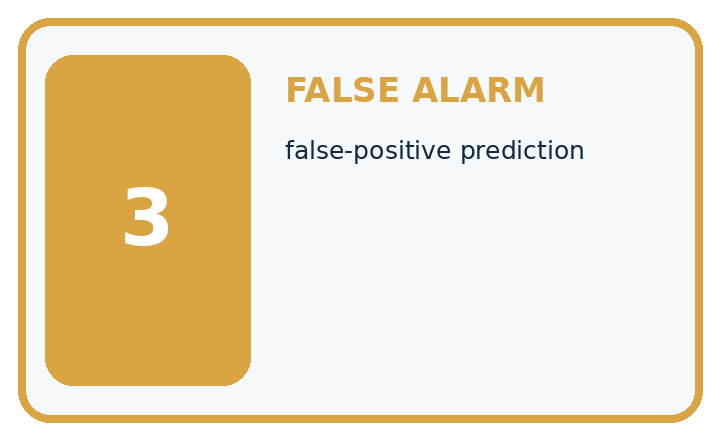 3
FALSE ALARM
false-positive prediction